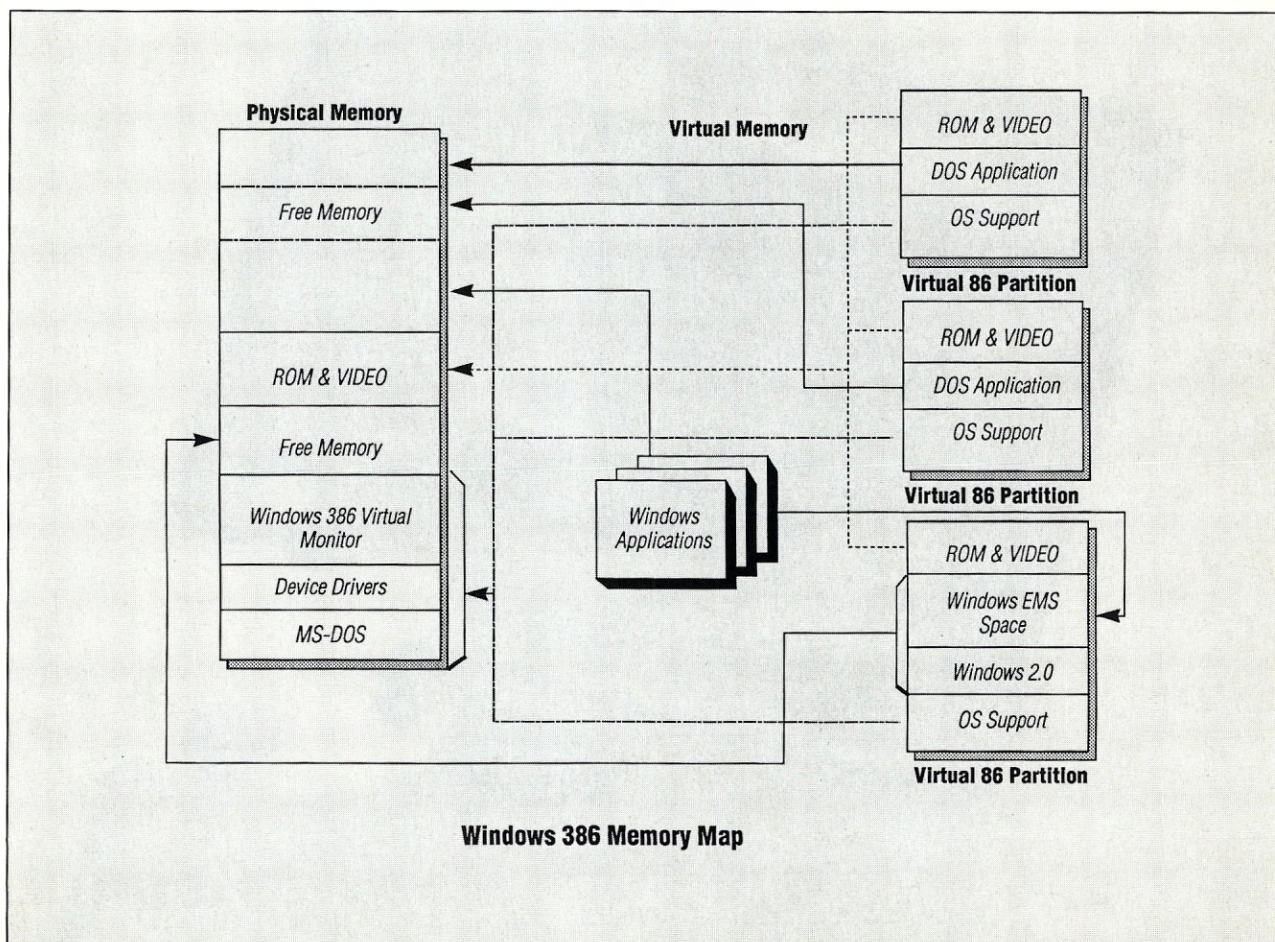 Physical Memory
Free Memory
ROM & VIDEO
Free Memory
Windows 386 Virtual
Monitor
Device Drivers
MS-DOS
Virtual Memory
Windows
Applications
ROM & VIDEO
DOS Application
OS Support
Virtual 86 Partition
ROM & VIDEO
DOS Application
OS Support
Virtual 86 Partition
ROM & VIDEO
Windows EMS
Space
Windows 2.0
OS Support
Virtual 86 Partition
Windows 386 Memory Map